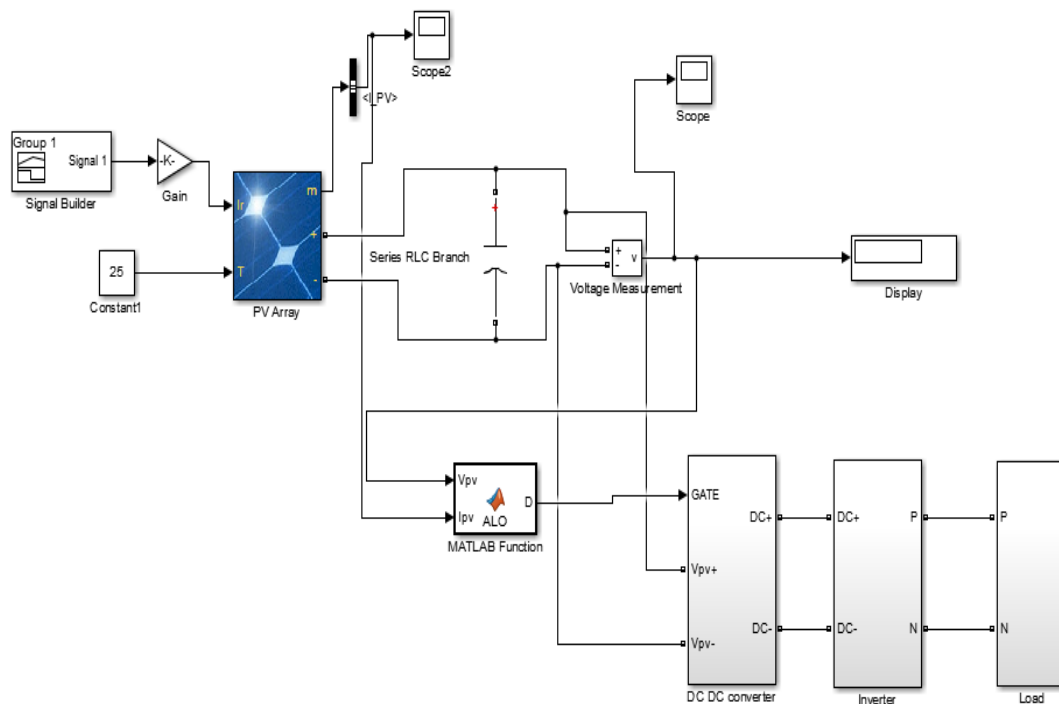 Scope2
<I_PV>
Scope
Group 1
Signal 1
Signal Builder
-K-
Gain
Ir
m
+
T
-
PV Array
25
Constant1
Series RLC Branch
+
+
-
v
Voltage Measurement
Display
Vpv
Ipv
D
ALO
MATLAB Function
GATE
Vpv+
Vpv-
DC+
DC-
DC DC converter
DC+
DC-
P
N
Inverter
P
N
Load